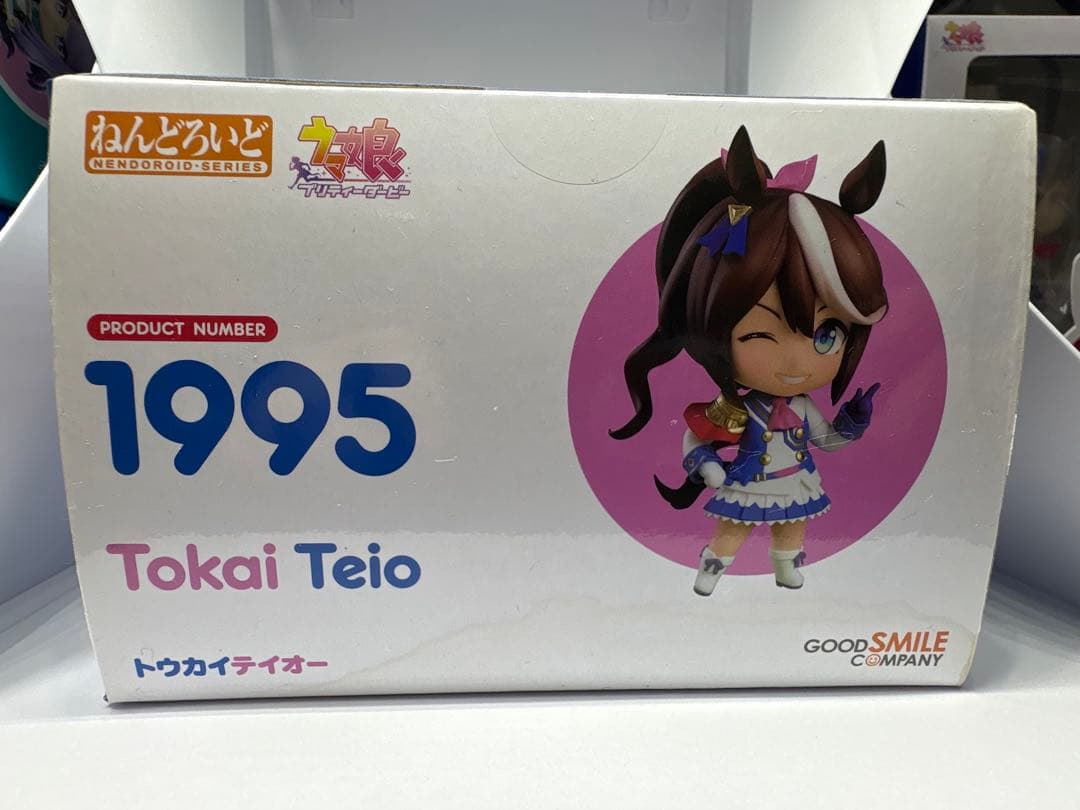 ねんどろいど
NENDOROID・SERIES
ウマ娘
プリティーダービー
PRODUCT NUMBER
1995
Tokai Teio
トウカイテイオー
GOOD SMILE
COMPANY